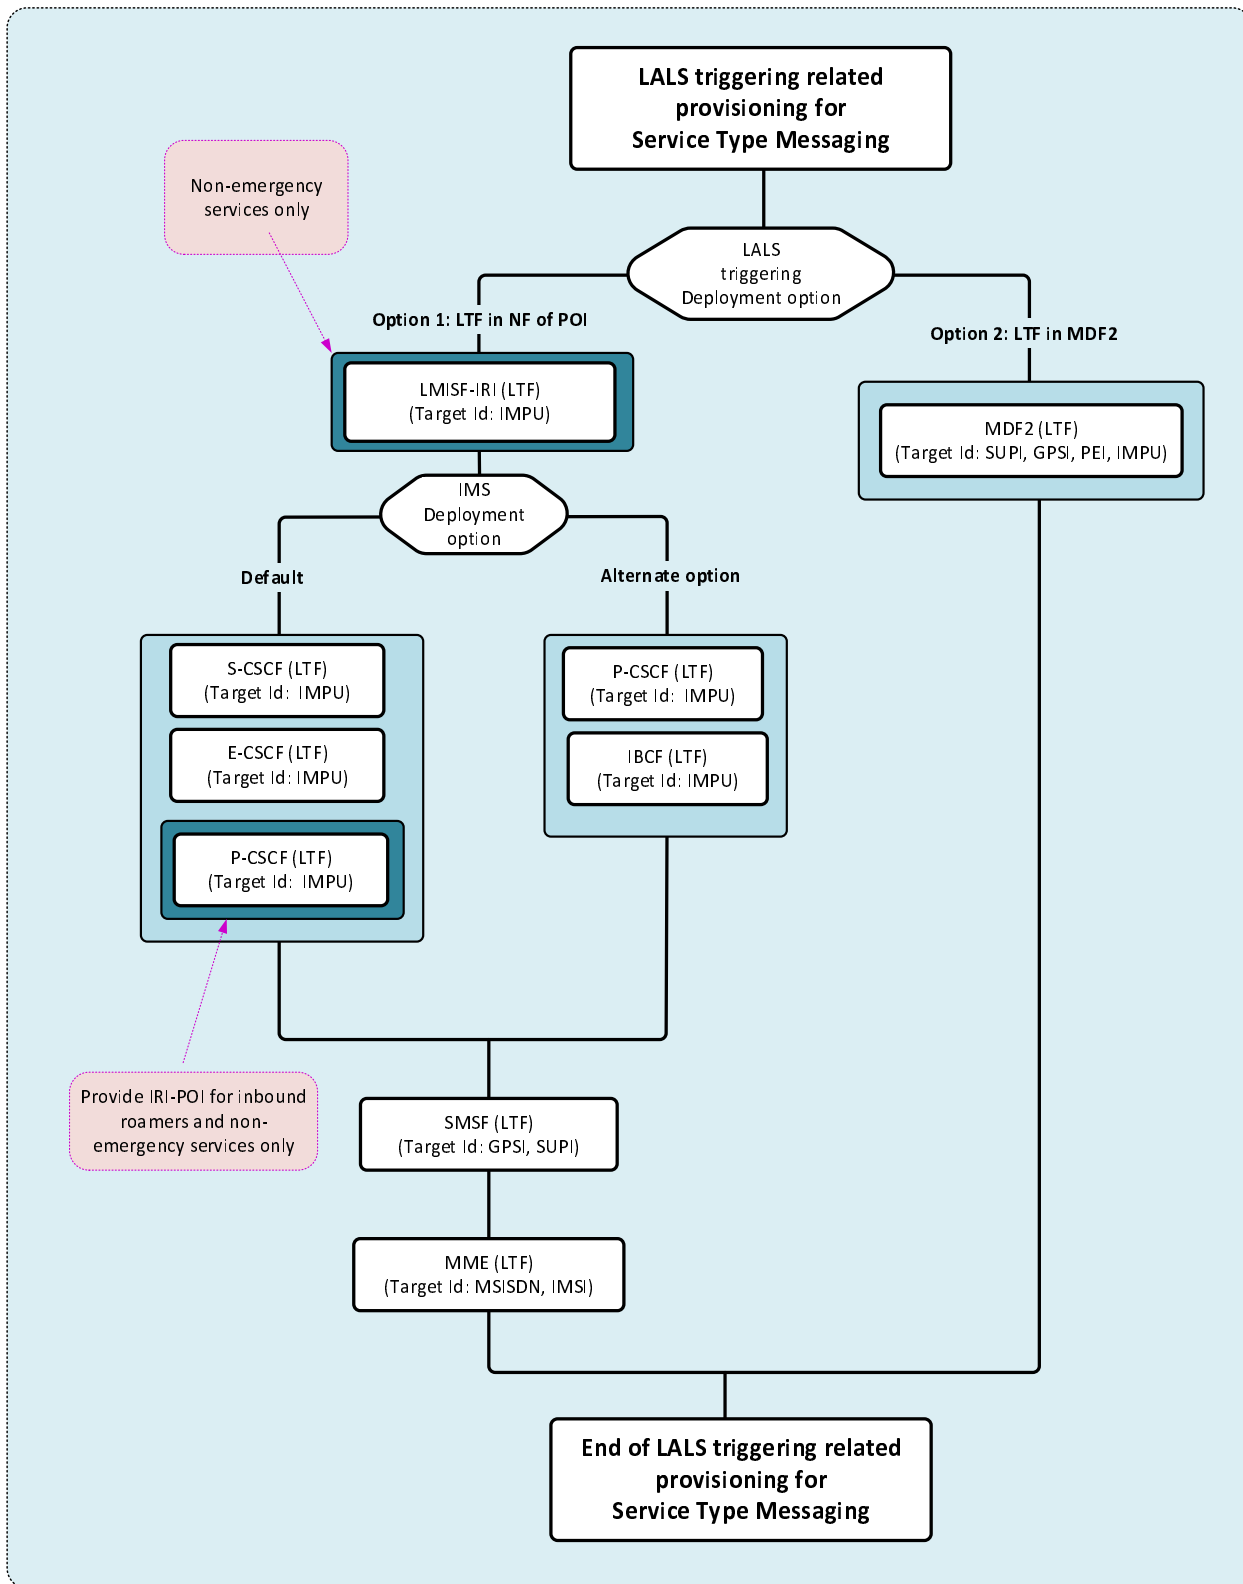 LALS triggering related
provisioning for
Service Type Messaging
Non-emergency
services only
LALS
triggering
Deployment option
Option 1: LTF in NF of POI
Option 2: LTF in MDF2
LMISF-IRI (LTF)
(Target Id: IMPU)
MDF2 (LTF)
(Target Id: SUPI, GPSI, PEI, IMPU)
IMS
Deployment
option
Default
Alternate option
S-CSCF (LTF)
(Target Id: IMPU)
P-CSCF (LTF)
(Target Id: IMPU)
E-CSCF (LTF)
(Target Id: IMPU)
IBCF (LTF)
(Target Id: IMPU)
P-CSCF (LTF)
(Target Id: IMPU)
Provide IRI-POI for inbound
roamers and non-
emergency services only
SMSF (LTF)
(Target Id: GPSI, SUPI)
MME (LTF)
(Target Id: MSISDN, IMSI)
End of LALS triggering related
provisioning for
Service Type Messaging